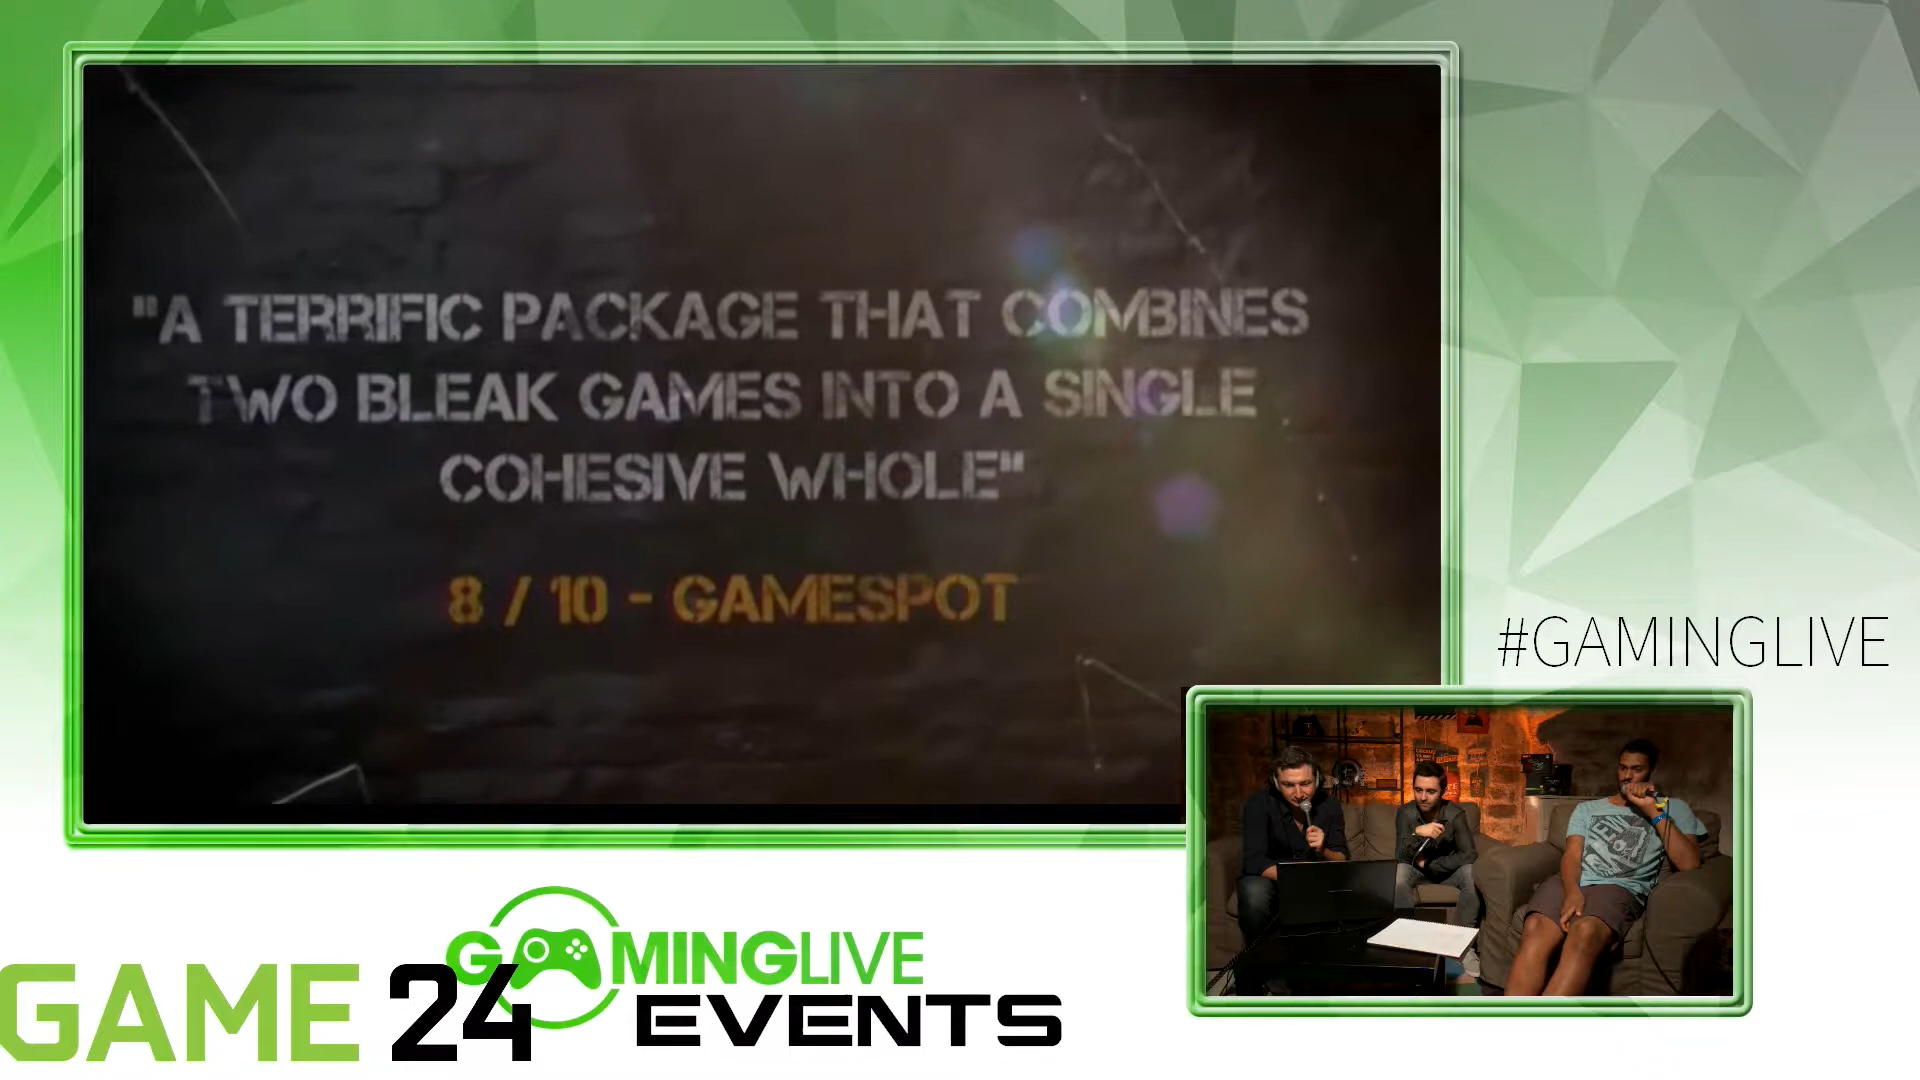 "A TERRIFIC PACKAGE THAT COMBINES
TWO BLEAK GAMES INTO A SINGLE
COHESIVE WHOLE"
8 / 10 - GAMESPOT
#GAMINGLIVE
GAMINGLIVE
EVENTS
GAME 24